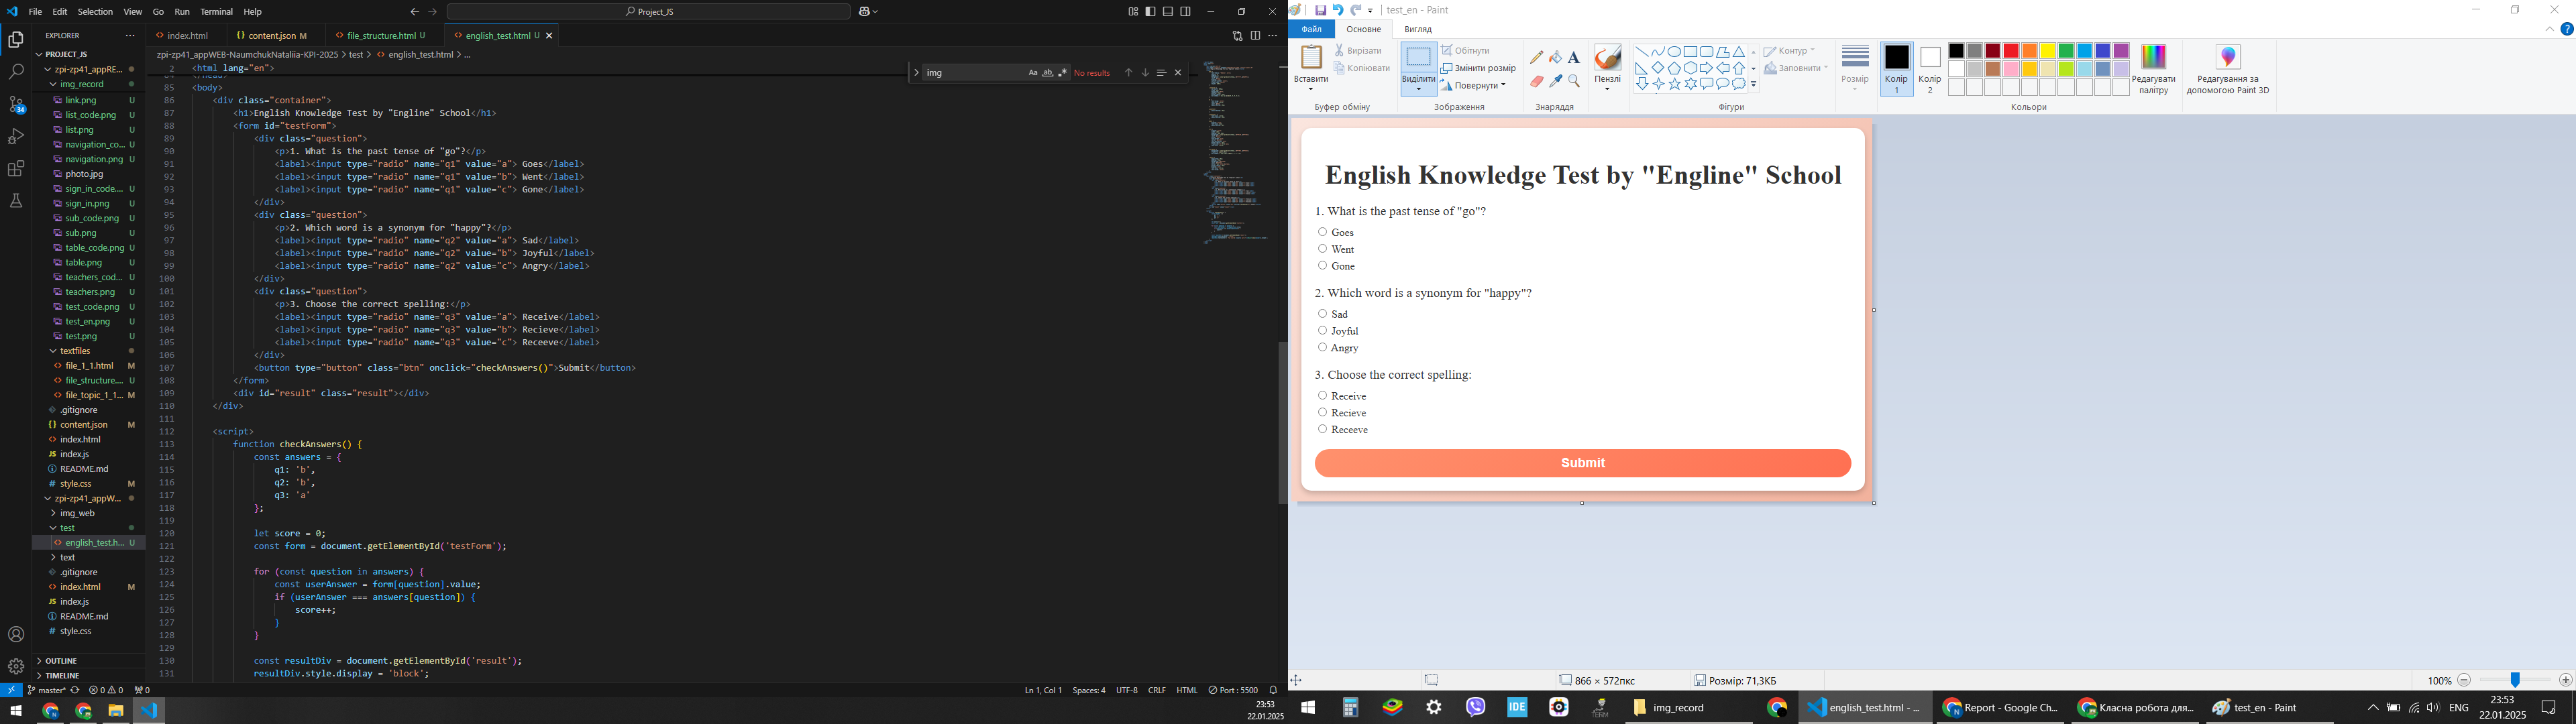 File Edit Selection View Go Run Terminal Help
Project_JS
EXPLORER
PROJECT_JS
zpi-zp41_appRE...
img_record
link.png U
list_code.png U
list.png U
navigation_co... U
navigation.png U
photo.jpg
sign_in_code.... U
sign_in.png U
sub_code.png U
sub.png U
table_code.png U
table.png U
teachers_cod... U
teachers.png U
test_code.png U
test_en.png U
test.png U
textfiles
file_1_1.html M
file_structure.... U
file_topic_1_1... M
.gitignore
content.json M
index.html
index.js
README.md
style.css M
zpi-zp41_appW...
img_web
test
english_test.h... U
text
.gitignore
index.html M
index.js
README.md
style.css
OUTLINE
TIMELINE
34
index.html
content.json M
file_structure.html U
english_test.html U
zpi-zp41_appWEB-NaumchukNataliia-KPI-2025 > test > english_test.html > ...
img
Aa
ab
No results
2 <html lang="en">
84 </head>
85 <body>
86 <div class="container">
87 <h1>English Knowledge Test by "Engline" School</h1>
88 <form id="testForm">
89 <div class="question">
90 <p>1. What is the past tense of "go"?</p>
91 <label><input type="radio" name="q1" value="a"> Goes</label>
92 <label><input type="radio" name="q1" value="b"> Went</label>
93 <label><input type="radio" name="q1" value="c"> Gone</label>
94 </div>
95 <div class="question">
96 <p>2. Which word is a synonym for "happy"?</p>
97 <label><input type="radio" name="q2" value="a"> Sad</label>
98 <label><input type="radio" name="q2" value="b"> Joyful</label>
99 <label><input type="radio" name="q2" value="c"> Angry</label>
100 </div>
101 <div class="question">
102 <p>3. Choose the correct spelling:</p>
103 <label><input type="radio" name="q3" value="a"> Receive</label>
104 <label><input type="radio" name="q3" value="b"> Recieve</label>
105 <label><input type="radio" name="q3" value="c"> Receeve</label>
106 </div>
107 <button type="button" class="btn" onclick="checkAnswers()">Submit</button>
108 </form>
109 <div id="result" class="result"></div>
110 </div>
111
112 <script>
113 function checkAnswers() {
114 const answers = {
115 q1: 'b',
116 q2: 'b',
117 q3: 'a'
118 };
119
120 let score = 0;
121 const form = document.getElementById('testForm');
122
123 for (const question in answers) {
124 const userAnswer = form[question].value;
125 if (userAnswer === answers[question]) {
126 score++;
127 }
128 }
129
130 const resultDiv = document.getElementById('result');
131 resultDiv.style.display = 'block';
master* 0 0 0
Ln 1, Col 1 Spaces: 4 UTF-8 CRLF HTML Port : 5500
23:53
22.01.2025
test_en - Paint
Файл Основне Вигляд
Вставити
Вирізати
Копіювати
Буфер обміну
Виділити
Обітнути
Змінити розмір
Повернути
Зображення
Знаряддя
Пензлі
Контур
Заповнити
Фігури
Розмір
Колір 1
Колір 2
Кольори
Редагувати палітру
Редагування за допомогою Paint 3D
English Knowledge Test by "Engline" School
1. What is the past tense of "go"?
Goes
Went
Gone
2. Which word is a synonym for "happy"?
Sad
Joyful
Angry
3. Choose the correct spelling:
Receive
Recieve
Receeve
Submit
866 × 572пкс
Розмір: 71,3КБ
100%
IDE
TERM
img_record
english_test.html - ...
Report - Google Ch...
Класна робота для...
test_en - Paint
ENG
23:53
22.01.2025